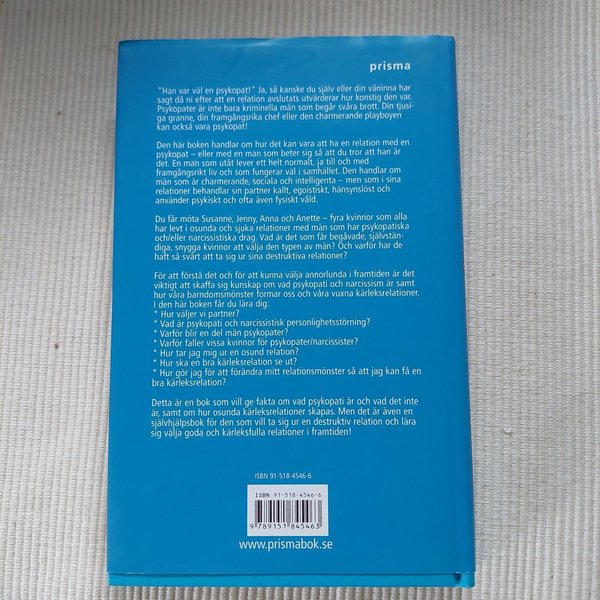 prisma
"Han var väl en psykopat!" Ja, så kanske du själv eller din väninna har
sagt då ni efter att en relation avslutats utvärderar hur konstig den var.
Psykopater är inte bara kriminella män som begår svåra brott. Din tjusi-
ga granne, din framgångsrika chef eller den charmerande playboyen
kan också vara psykopat!
Den här boken handlar om hur det kan vara att ha en relation med en
psykopat – eller med en man som beter sig så att du tror att han är
det. En man som utåt lever ett helt normalt, ja till och med
framgångsrikt liv och som fungerar väl i samhället. Den handlar om
män som är charmerande, sociala och intelligenta – men som i sina
relationer behandlar sin partner kallt, egoistiskt, hänsynslöst och
använder psykiskt och ofta även fysiskt våld.
Du får möta Susanne, Jenny, Anna och Anette – fyra kvinnor som alla
har levt i osunda och sjuka relationer med män som har psykopatiska
och/eller narcissistiska drag. Vad är det som får begåvade, självstän-
diga, snygga kvinnor att välja den typen av män? Och varför har de
haft så svårt att ta sig ur sina destruktiva relationer?
För att förstå det och för att kunna välja annorlunda i framtiden är det
viktigt att skaffa sig kunskap om vad psykopati och narcissism är samt
hur våra barndomsmönster formar oss och våra vuxna kärleksrelationer.
I den här boken får du lära dig:
* Hur väljer vi partner?
* Vad är psykopati och narcissistisk personlighetsstörning?
* Varför blir en del män psykopater?
* Varför faller vissa kvinnor för psykopater/narcissister?
* Hur tar jag mig ur en osund relation?
* Hur ska en bra kärleksrelation se ut?
* Hur gör jag för att förändra mitt relationsmönster så att jag kan få en
bra kärleksrelation?
Detta är en bok som vill ge fakta om vad psykopati är och vad det inte
är, samt om hur osunda kärleksrelationer skapas. Men det är även en
självhjälpsbok för den som vill ta sig ur en destruktiv relation och lära
sig välja goda och kärleksfulla relationer i framtiden!
ISBN 91-518-4546-6
ISBN 91-518-4546-6
9 789151 845463
www.prismabok.se